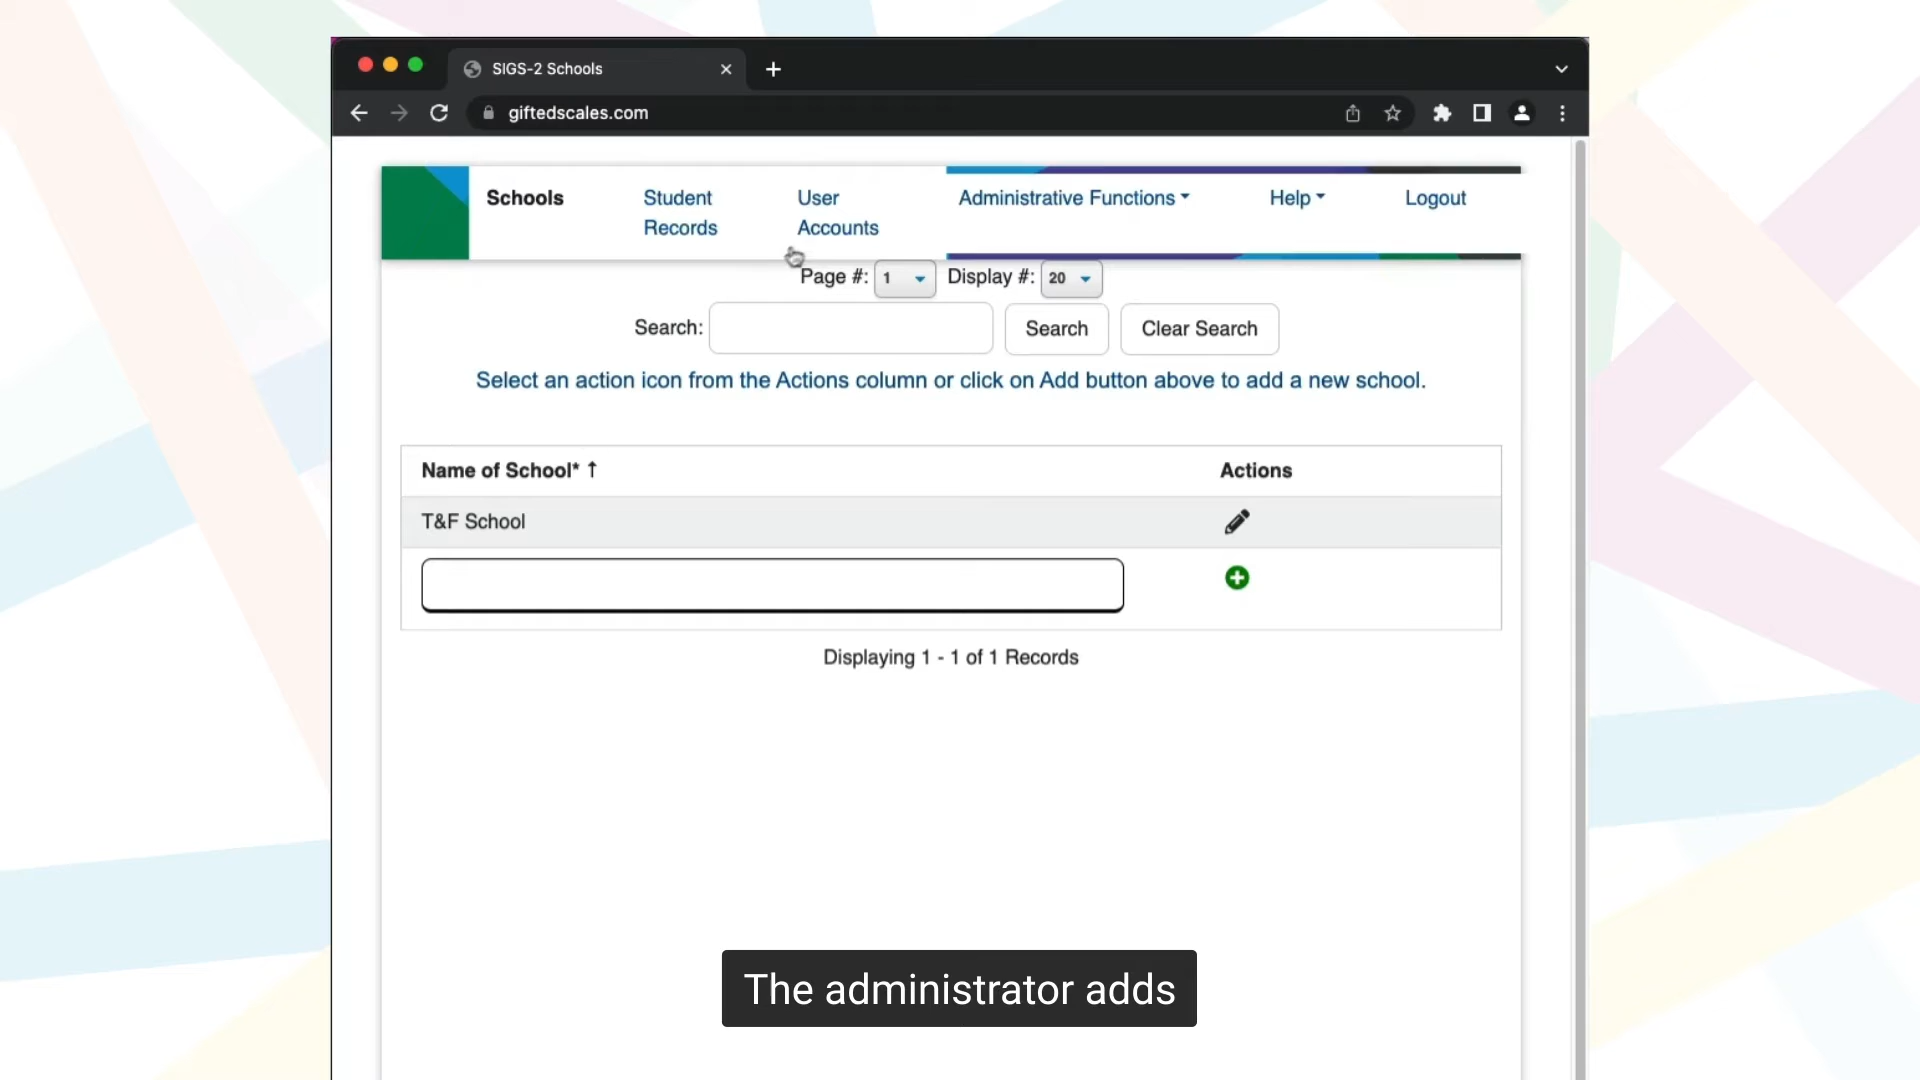 SIGS-2 Schools
giftedscales.com
Schools
Student Records
User Accounts
Administrative Functions
Help
Logout
Page #: 1 Display #: 20
Search: Search Clear Search
Select an action icon from the Actions column or click on Add button above to add a new school.
Name of School* ↑ Actions
T&F School
Displaying 1 - 1 of 1 Records
The administrator adds